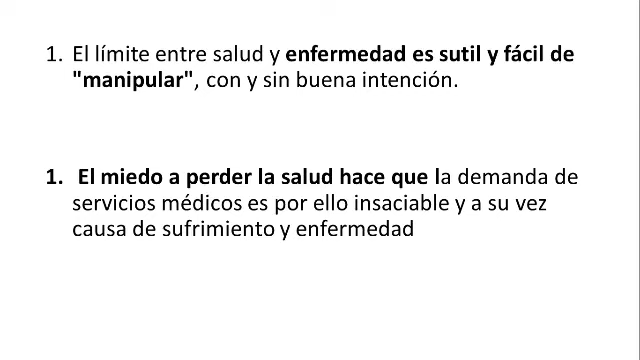 1. El límite entre salud y enfermedad es sutil y fácil de
"manipular", con y sin buena intención.
1. El miedo a perder la salud hace que la demanda de
servicios médicos es por ello insaciable y a su vez
causa de sufrimiento y enfermedad